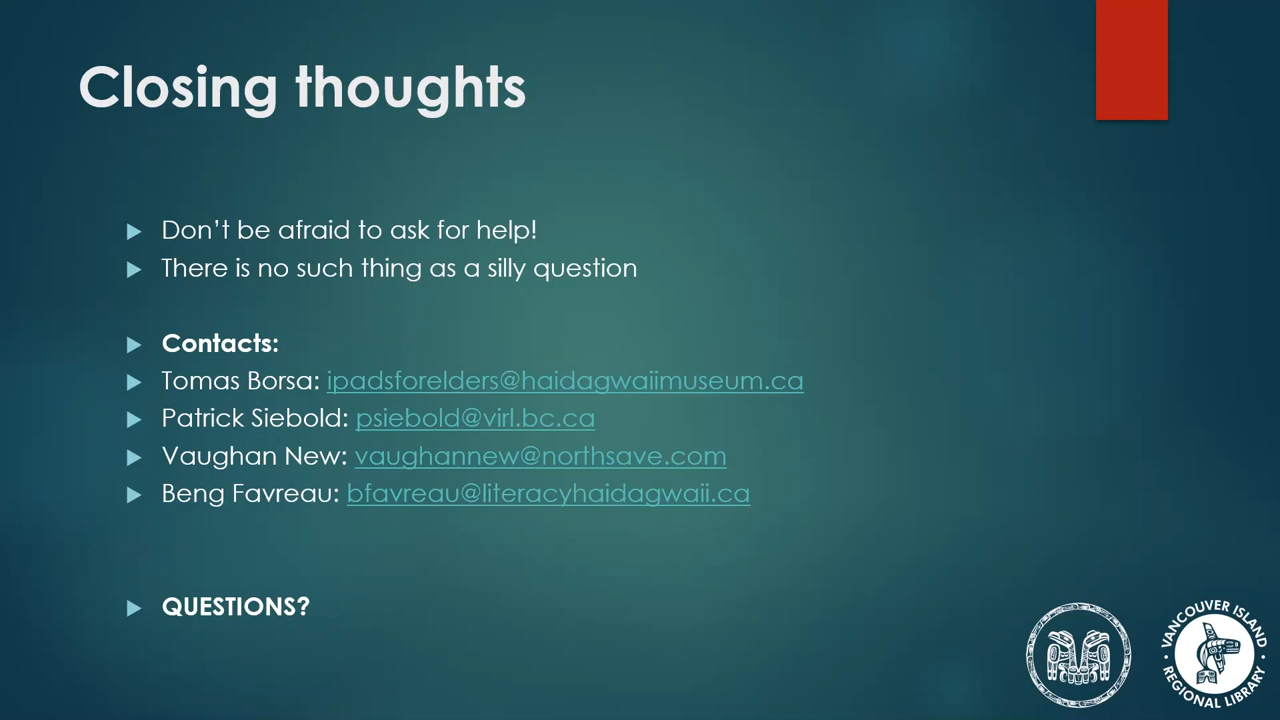 Closing thoughts
Don’t be afraid to ask for help!
There is no such thing as a silly question
Contacts:
Tomas Borsa: ipadsforelders@haidagwaiimuseum.ca
Patrick Siebold: psiebold@virl.bc.ca
Vaughan New: vaughannew@northsave.com
Beng Favreau: bfavreau@literacyhaidagwaii.ca
QUESTIONS?
VANCOUVER ISLAND
REGIONAL LIBRARY